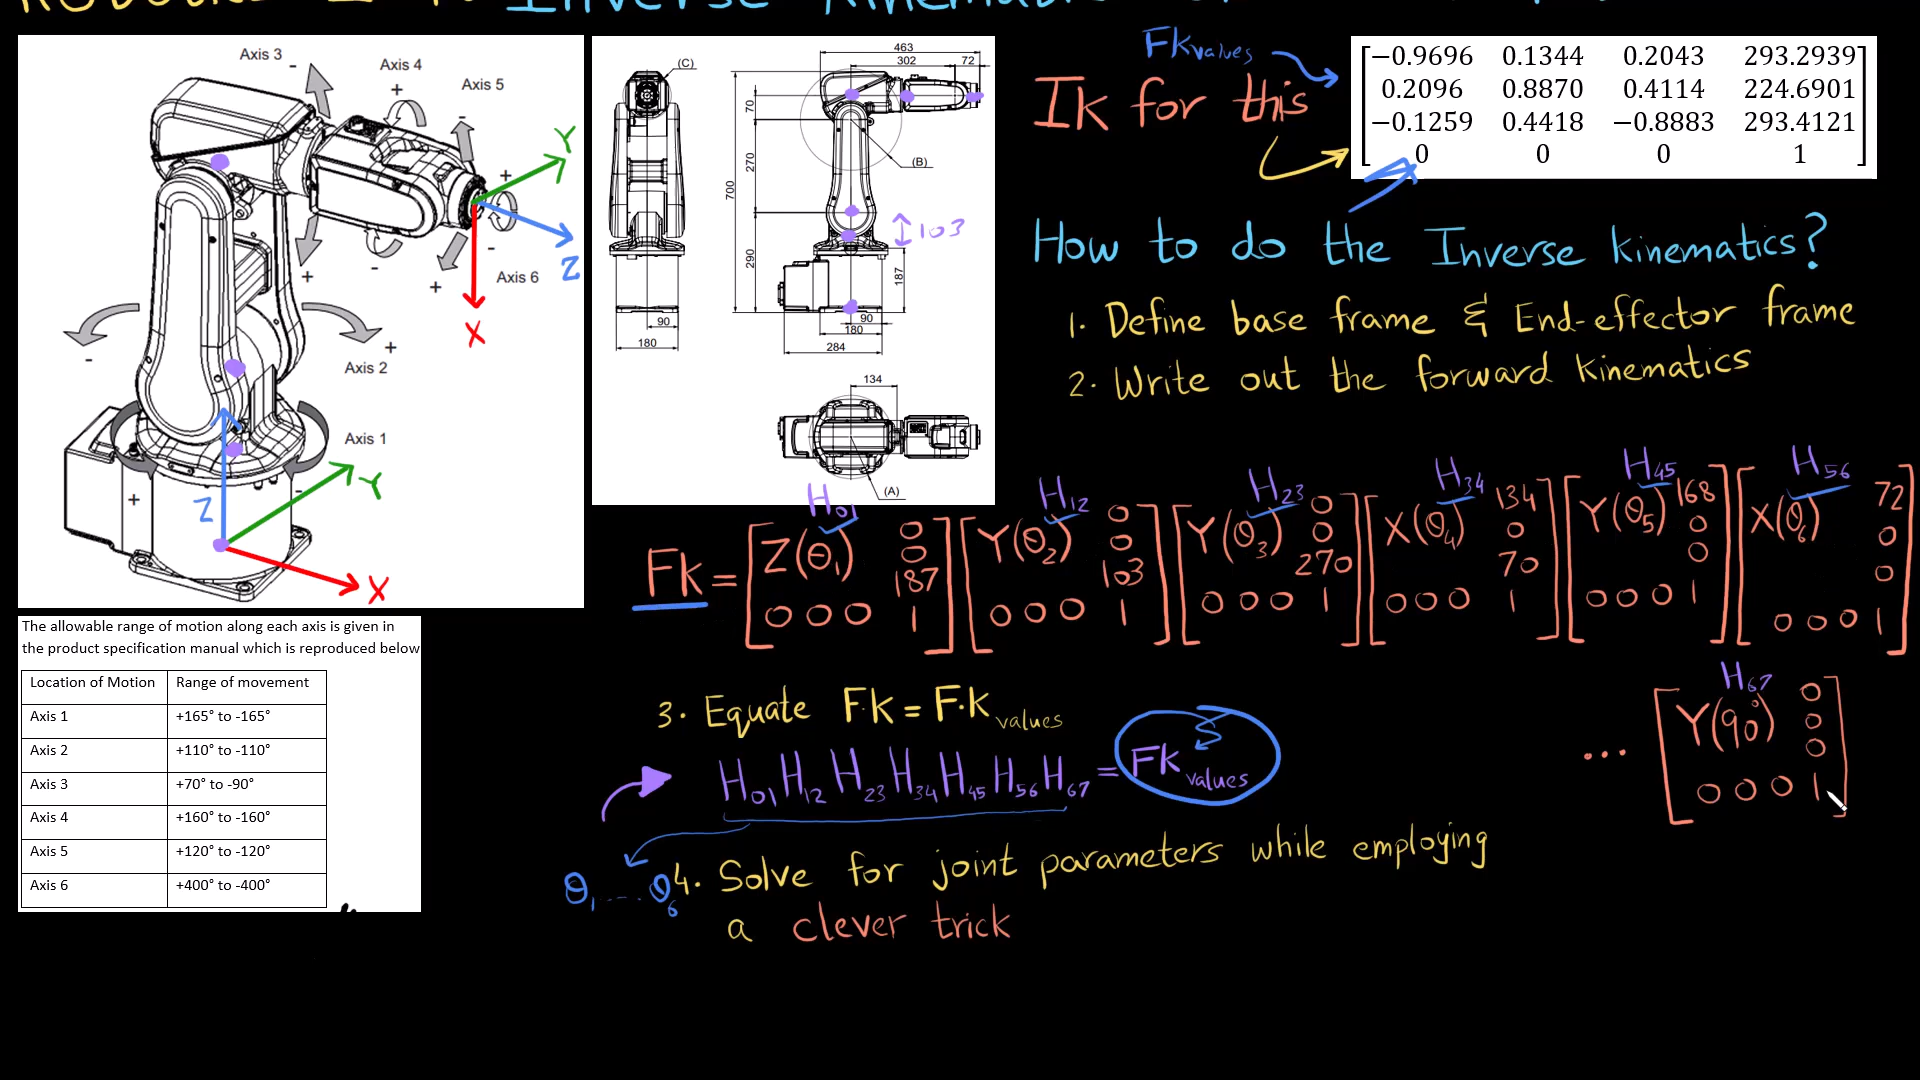 Inverse Kinematics
Axis 3
-
Axis 4
+
Axis 5
-
Y
+
-
Z
Axis 6
+
-
+
X
-
+
Axis 2
Axis 1
+
-
Z
Y
X
(C)
463
302
72
70
(B)
270
700
103
290
187
90
180
90
180
284
134
(A)
FK values
IK for this
−0.9696 0.1344 0.2043 293.2939
0.2096 0.8870 0.4114 224.6901
−0.1259 0.4418 −0.8883 293.4121
0 0 0 1
How to do the Inverse kinematics?
1. Define base frame & End-effector frame
2. Write out the forward kinematics
H01 H12 H23 H34 H45 H56
Z(θ1) 0 Y(θ2) 0 Y(θ3) 0 X(θ4) 134 Y(θ5) 168 X(θ6) 72
0 0 0 0 0 0
Fk = 187 103 270 70 0 0
0 0 0 1 0 0 0 1 0 0 0 1 0 0 0 1 0 0 0 1 0 0 0 1
H67
Y(90°) 0
0
... 0
0 0 0 1
The allowable range of motion along each axis is given in
the product specification manual which is reproduced below
Location of Motion Range of movement
Axis 1 +165° to -165°
Axis 2 +110° to -110°
Axis 3 +70° to -90°
Axis 4 +160° to -160°
Axis 5 +120° to -120°
Axis 6 +400° to -400°
3. Equate F.K = F.K values
H01 H12 H23 H34 H45 H56 H67 = Fk values
θ1 .... θ6
4. Solve for joint parameters while employing
a clever trick